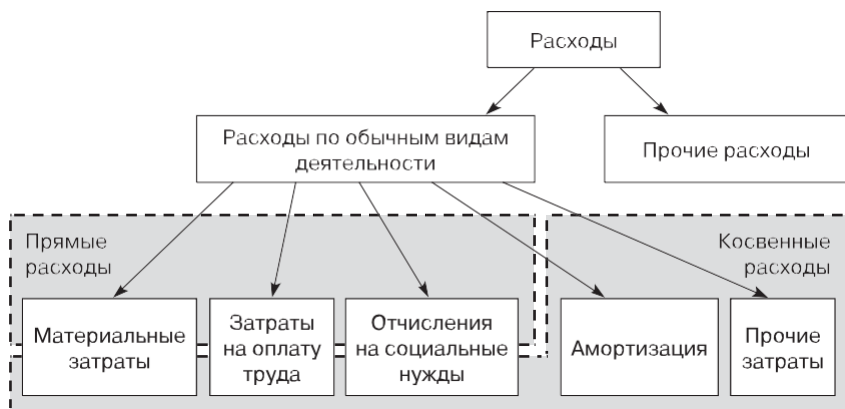 Расходы
Расходы по обычным видам
деятельности
Прочие расходы
Прямые
расходы
Косвенные
расходы
Материальные
затраты
Затраты
на оплату
труда
Отчисления
на социальные
нужды
Амортизация
Прочие
затраты